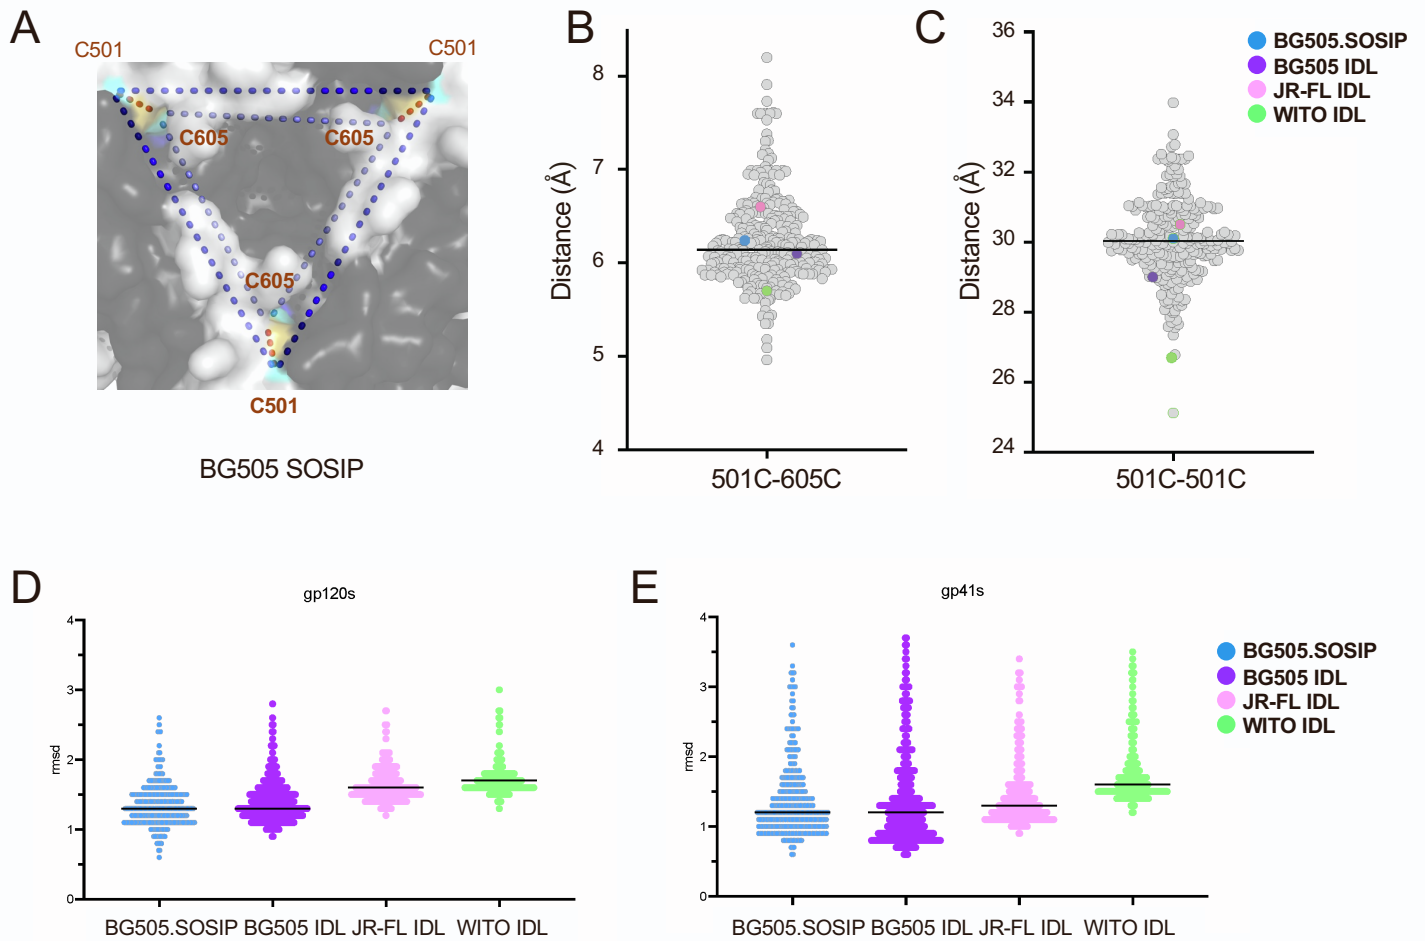 A
C501
C501
C605
C605
C605
C501
BG505 SOSIP
B
Distance (Å)
8
7
6
5
4
501C-605C
C
Distance (Å)
36
34
32
30
28
26
24
501C-501C
BG505.SOSIP
BG505 IDL
JR-FL IDL
WITO IDL
D
gp120s
rmsd
4
3
2
1
0
BG505.SOSIP BG505 IDL JR-FL IDL WITO IDL
E
gp41s
rmsd
4
3
2
1
0
BG505.SOSIP BG505 IDL JR-FL IDL WITO IDL
BG505.SOSIP
BG505 IDL
JR-FL IDL
WITO IDL